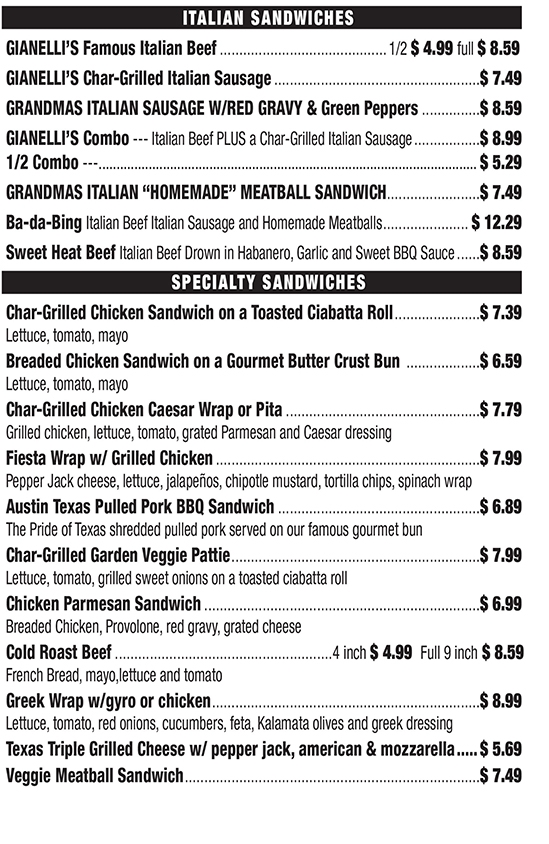 ITALIAN SANDWICHES
GIANELLI'S Famous Italian Beef ........................................ 1/2 $ 4.99 full $ 8.59
GIANELLI'S Char-Grilled Italian Sausage ................................................. $ 7.49
GRANDMAS ITALIAN SAUSAGE W/RED GRAVY & Green Peppers .............. $ 8.59
GIANELLI'S Combo --- Italian Beef PLUS a Char-Grilled Italian Sausage ................ $ 8.99
1/2 Combo ---............................................................................................ $ 5.29
GRANDMAS ITALIAN “HOMEMADE” MEATBALL SANDWICH...................... $ 7.49
Ba-da-Bing Italian Beef Italian Sausage and Homemade Meatballs..................... $ 12.29
Sweet Heat Beef Italian Beef Drown in Habanero, Garlic and Sweet BBQ Sauce ......$ 8.59
SPECIALTY SANDWICHES
Char-Grilled Chicken Sandwich on a Toasted Ciabatta Roll.....................$ 7.39
Lettuce, tomato, mayo
Breaded Chicken Sandwich on a Gourmet Butter Crust Bun ..................$ 6.59
Lettuce, tomato, mayo
Char-Grilled Chicken Caesar Wrap or Pita ...............................................$ 7.79
Grilled chicken, lettuce, tomato, grated Parmesan and Caesar dressing
Fiesta Wrap w/ Grilled Chicken ................................................................$ 7.99
Pepper Jack cheese, lettuce, jalapeños, chipotle mustard, tortilla chips, spinach wrap
Austin Texas Pulled Pork BBQ Sandwich .................................................$ 6.89
The Pride of Texas shredded pulled pork served on our famous gourmet bun
Char-Grilled Garden Veggie Pattie............................................................$ 7.99
Lettuce, tomato, grilled sweet onions on a toasted ciabatta roll
Chicken Parmesan Sandwich ...................................................................$ 6.99
Breaded Chicken, Provolone, red gravy, grated cheese
Cold Roast Beef .....................................................4 inch $ 4.99 Full 9 inch $ 8.59
French Bread, mayo,lettuce and tomato
Greek Wrap w/gyro or chicken.................................................................$ 8.99
Lettuce, tomato, red onions, cucumbers, feta, Kalamata olives and greek dressing
Texas Triple Grilled Cheese w/ pepper jack, american & mozzarella.....$ 5.69
Veggie Meatball Sandwich.......................................................................$ 7.49